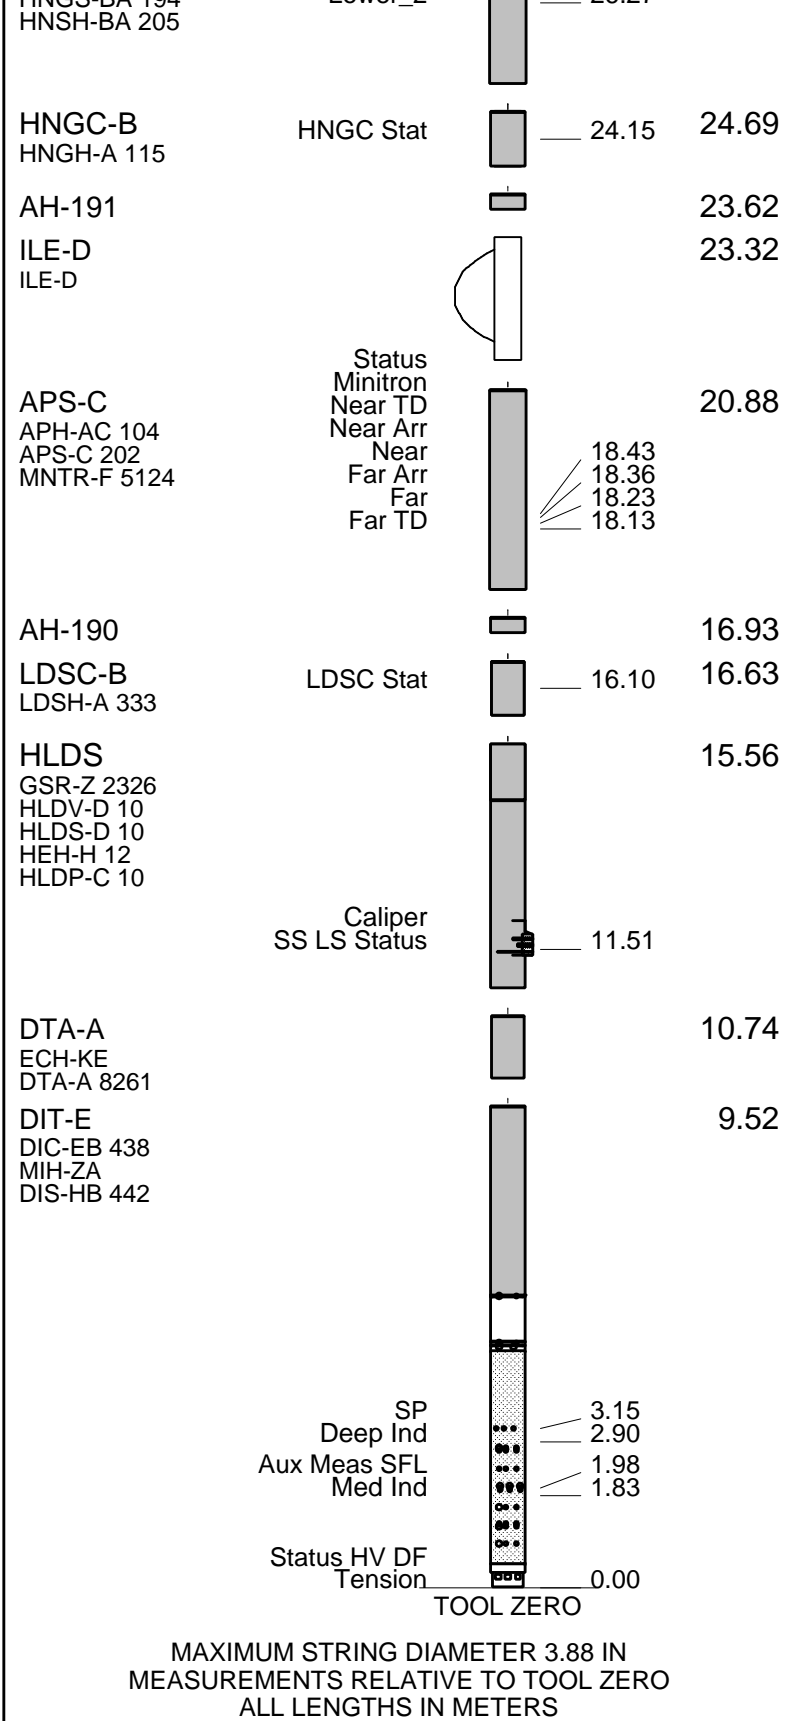 HNSH-BA 205
HNGC-B HNGC Stat 24.15 24.69
HNGH-A 115
AH-191 23.62
ILE-D 23.32
ILE-D
Status
Minitron
APS-C Near TD 20.88
APH-AC 104 Near Arr
APS-C 202 Near 18.43
MNTR-F 5124 Far Arr 18.36
Far 18.23
Far TD 18.13
AH-190 16.93
LDSC-B LDSC Stat 16.10 16.63
LDSH-A 333
HLDS 15.56
GSR-Z 2326
HLDV-D 10
HLDS-D 10
HEH-H 12
HLDP-C 10
Caliper
SS LS Status 11.51
DTA-A 10.74
ECH-KE
DTA-A 8261
DIT-E 9.52
DIC-EB 438
MIH-ZA
DIS-HB 442
SP 3.15
Deep Ind 2.90
Aux Meas SFL 1.98
Med Ind 1.83
Status HV DF
Tension 0.00
TOOL ZERO
MAXIMUM STRING DIAMETER 3.88 IN
MEASUREMENTS RELATIVE TO TOOL ZERO
ALL LENGTHS IN METERS